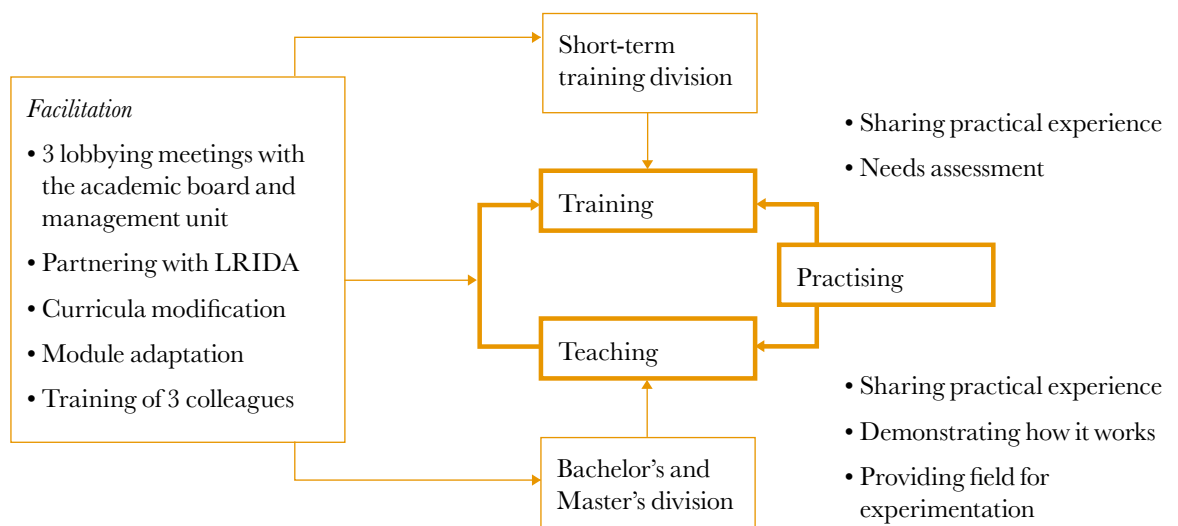 Facilitation
• 3 lobbying meetings with
the academic board and
management unit
• Partnering with LRIDA
• Curricula modification
• Module adaptation
• Training of 3 colleagues
Short-term
training division
Training
Teaching
Bachelor’s and
Master’s division
• Sharing practical experience
• Needs assessment
Practising
• Sharing practical experience
• Demonstrating how it works
• Providing field for
experimentation